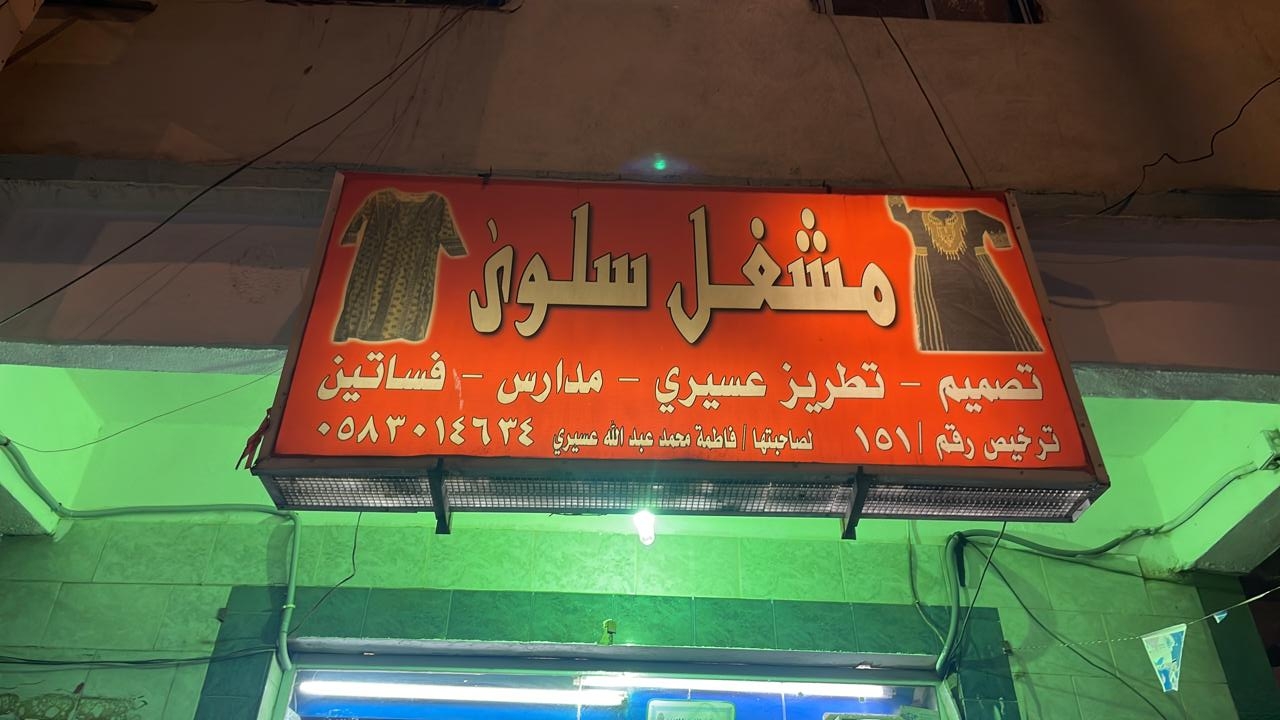 مشغل سلوى
تصميم - تطريز عسيري - مدارس - فساتين
ترخيص رقم / ١٥١ لصاحبتها / فاطمة محمد عبد الله عسيري ٠٥٨٣٠١٤٦٣٤